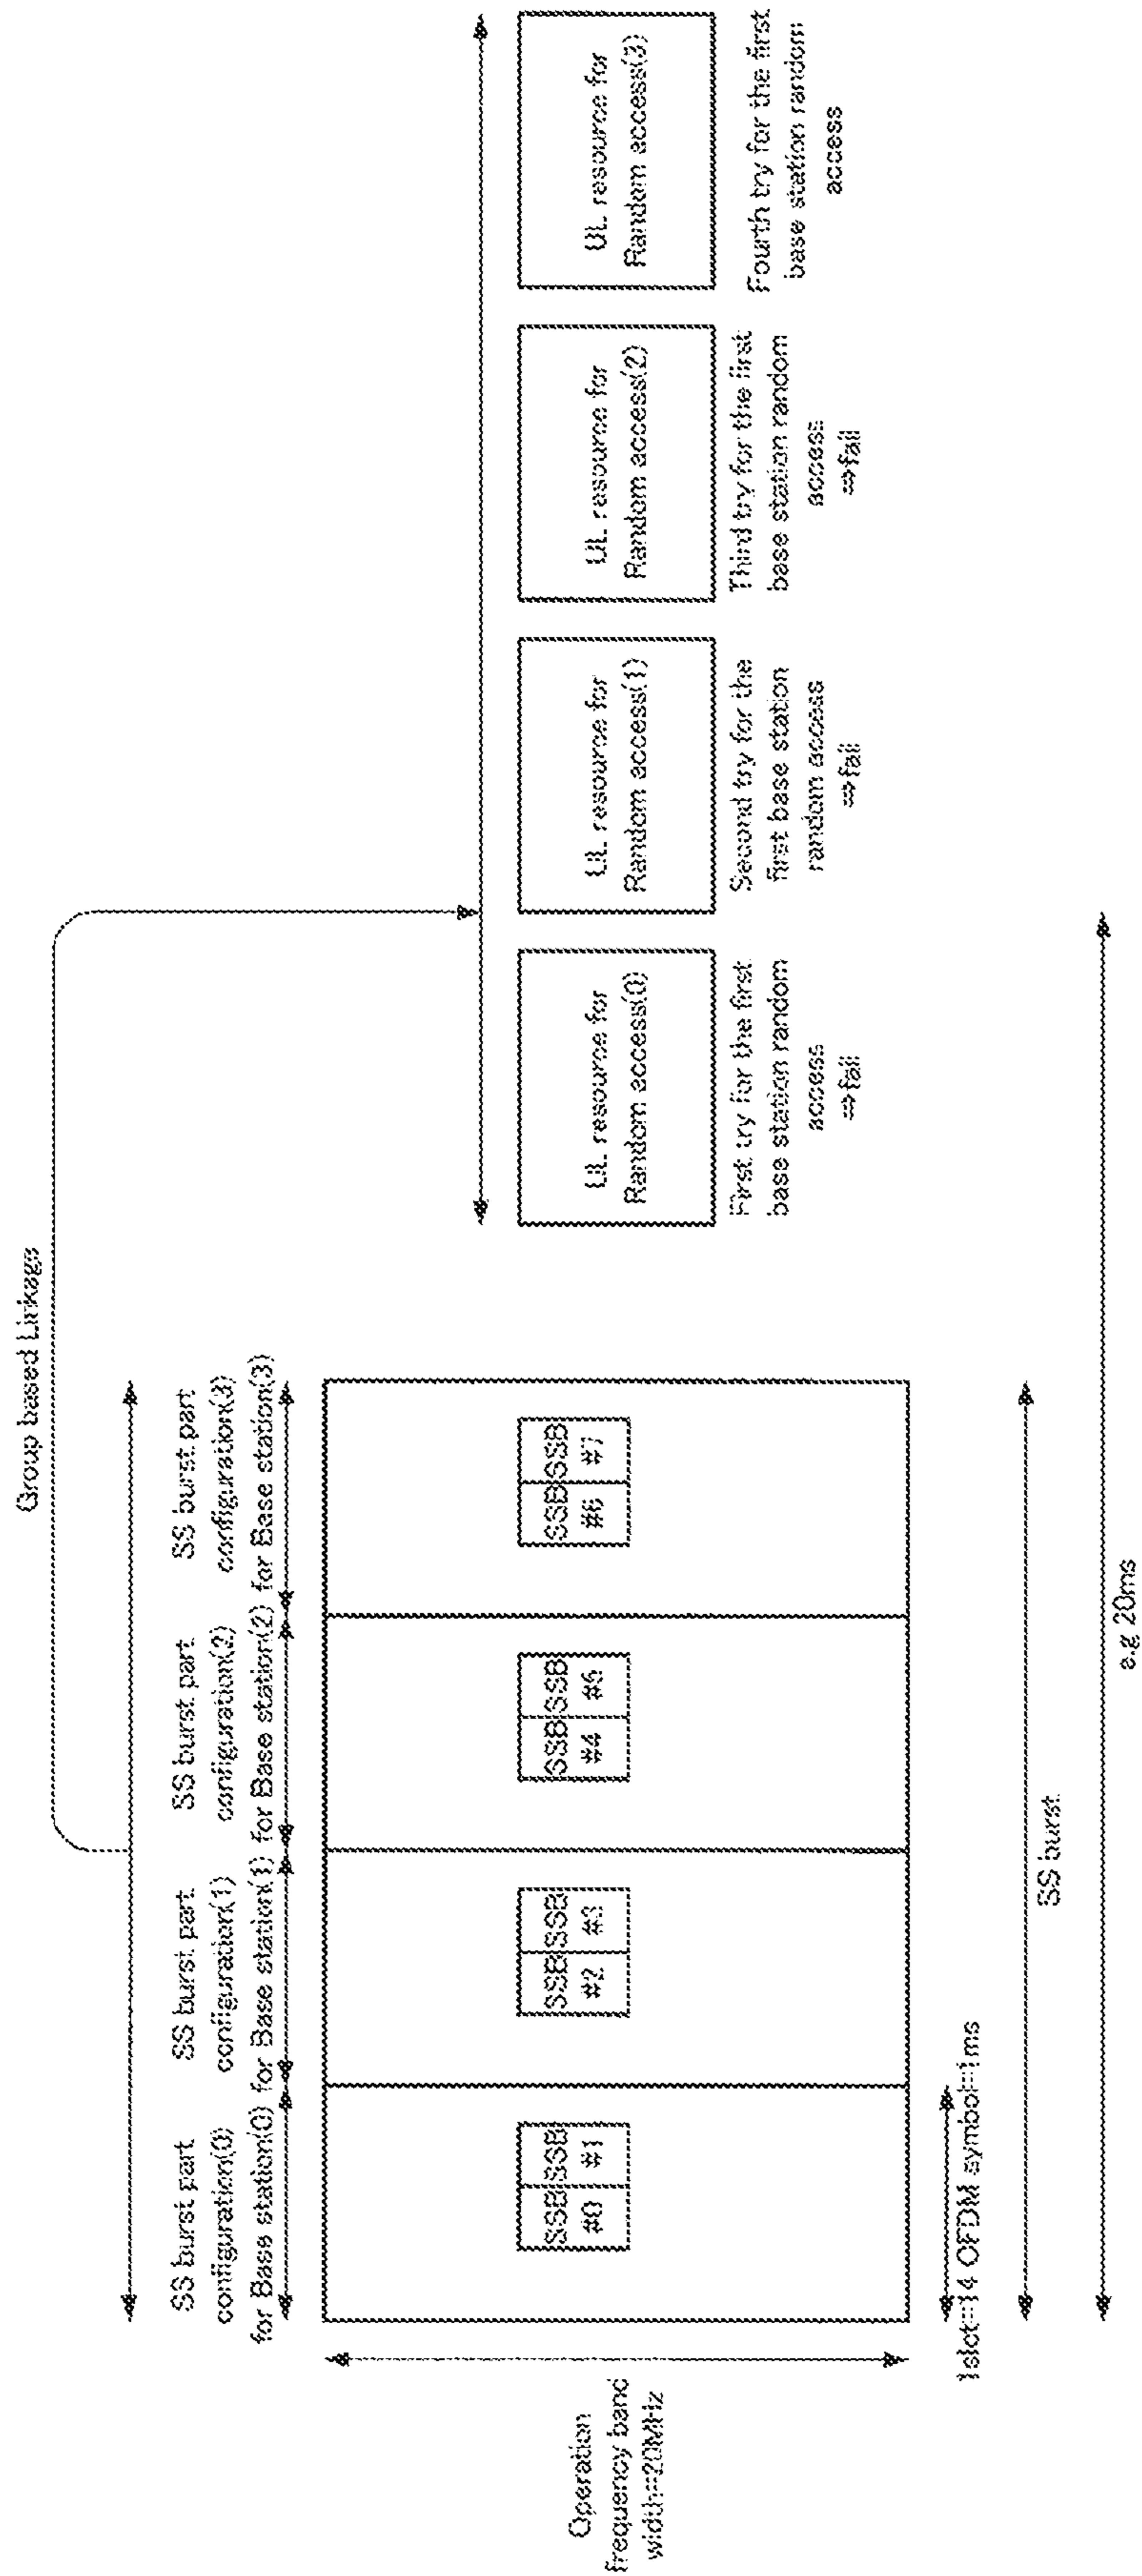 Group based Linkage
SS burst part
configuration(0)
for Base station(0)
SS burst part
configuration(1)
for Base station(1)
SS burst part
configuration(2)
for Base station(2)
SS burst part
configuration(3)
for Base station(3)
Operation
frequency band
width=20MHz
SSB
#0
SSB
#1
SSB
#2
SSB
#3
SSB
#4
SSB
#5
SSB
#6
SSB
#7
1slot=14 OFDM symbol=1ms
SS burst
e.g 20ms
UL resource for
Random access(0)
First try for the first
base station random
access
⇒fail
UL resource for
Random access(1)
Second try for the
first base station
random access
⇒fail
UL resource for
Random access(2)
Third try for the first
base station random
access
⇒fail
UL resource for
Random access(3)
Fourth try for the first
base station random
access